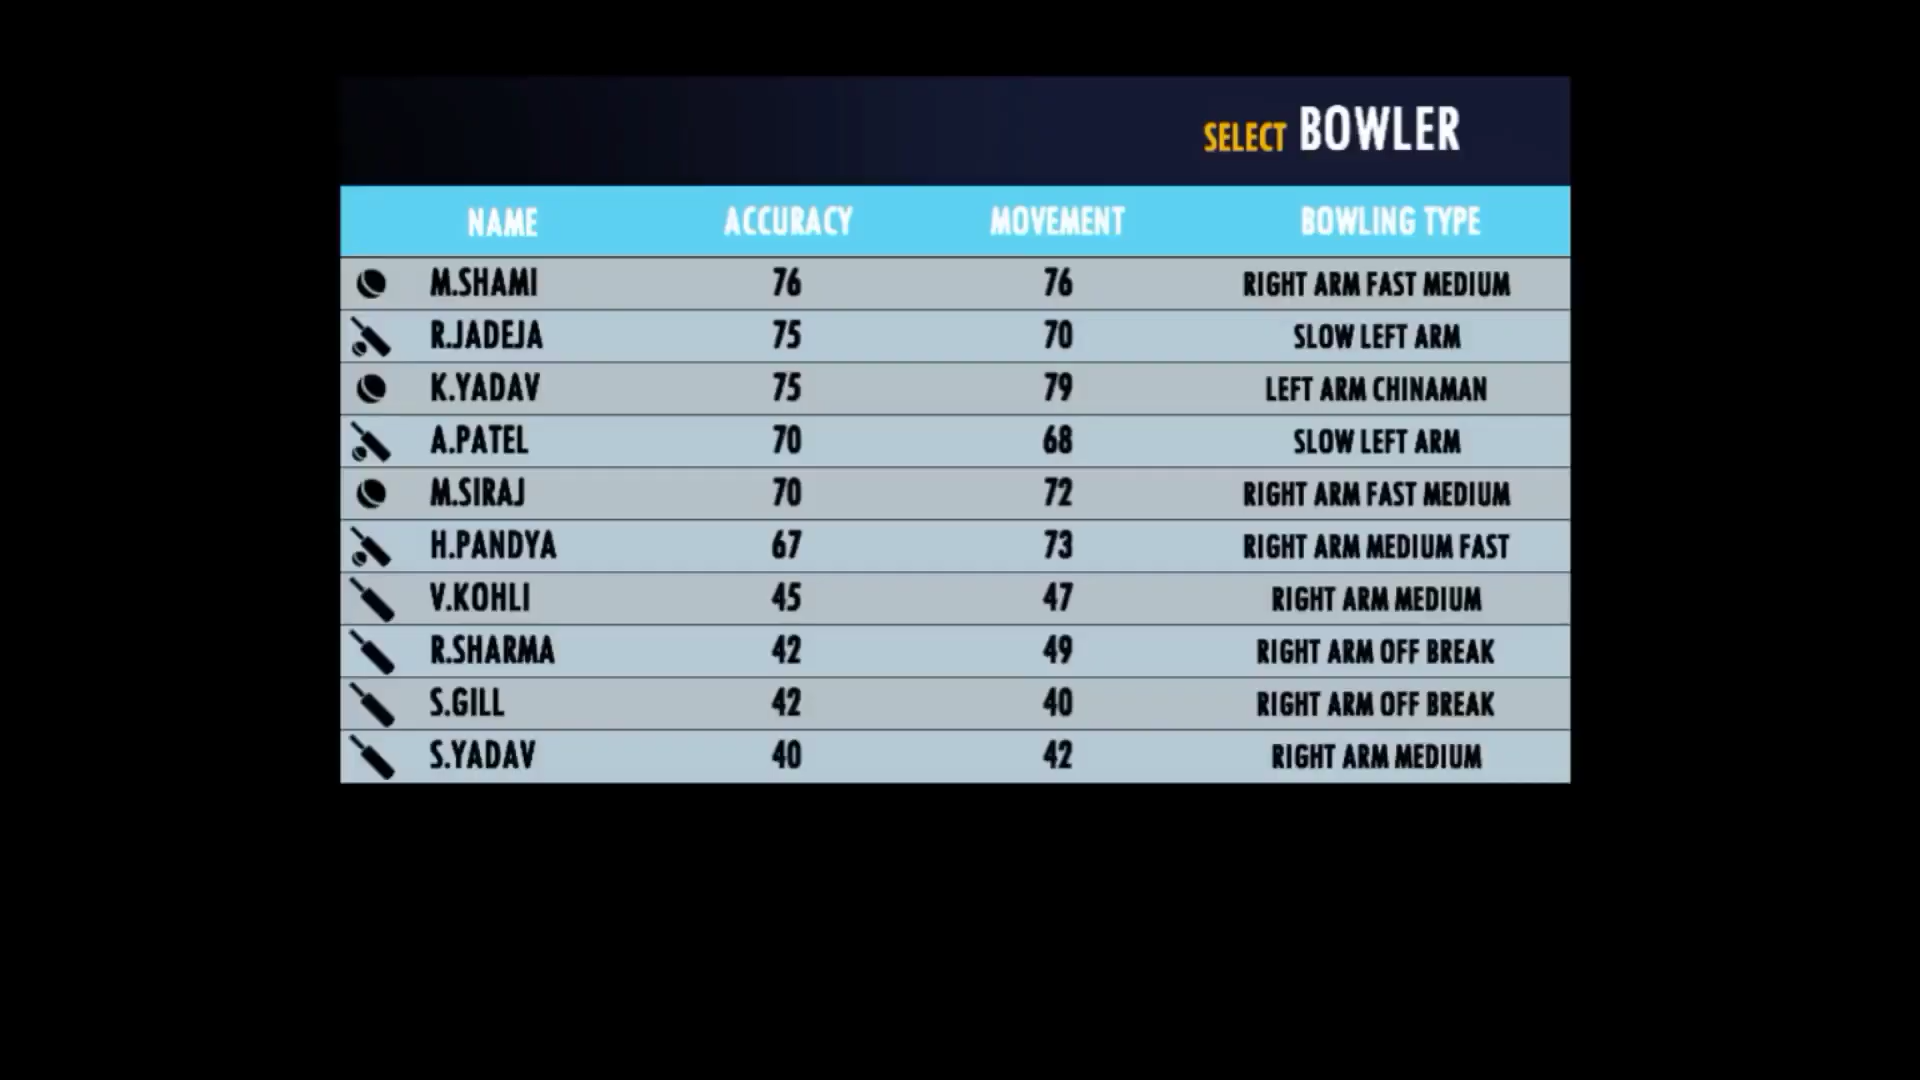 SELECT BOWLER
NAME ACCURACY MOVEMENT BOWLING TYPE
M.SHAMI 76 76 RIGHT ARM FAST MEDIUM
R.JADEJA 75 70 SLOW LEFT ARM
K.YADAV 75 79 LEFT ARM CHINAMAN
A.PATEL 70 68 SLOW LEFT ARM
M.SIRAJ 70 72 RIGHT ARM FAST MEDIUM
H.PANDYA 67 73 RIGHT ARM MEDIUM FAST
V.KOHLI 45 47 RIGHT ARM MEDIUM
R.SHARMA 42 49 RIGHT ARM OFF BREAK
S.GILL 42 40 RIGHT ARM OFF BREAK
S.YADAV 40 42 RIGHT ARM MEDIUM